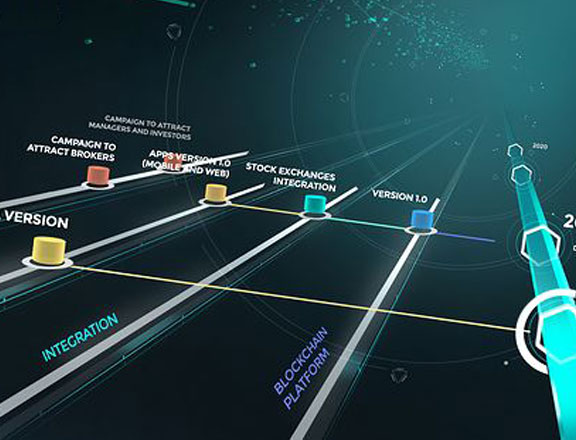 CAMPAIGN TO ATTRACT
MANAGERS AND INVESTORS
CAMPAIGN TO
ATTRACT BROKERS
APPS VERSION 1.0
(MOBILE AND WEB)
STOCK EXCHANGES
INTEGRATION
VERSION 1.0
2020
VERSION
INTEGRATION
BLOCKCHAIN
PLATFORM